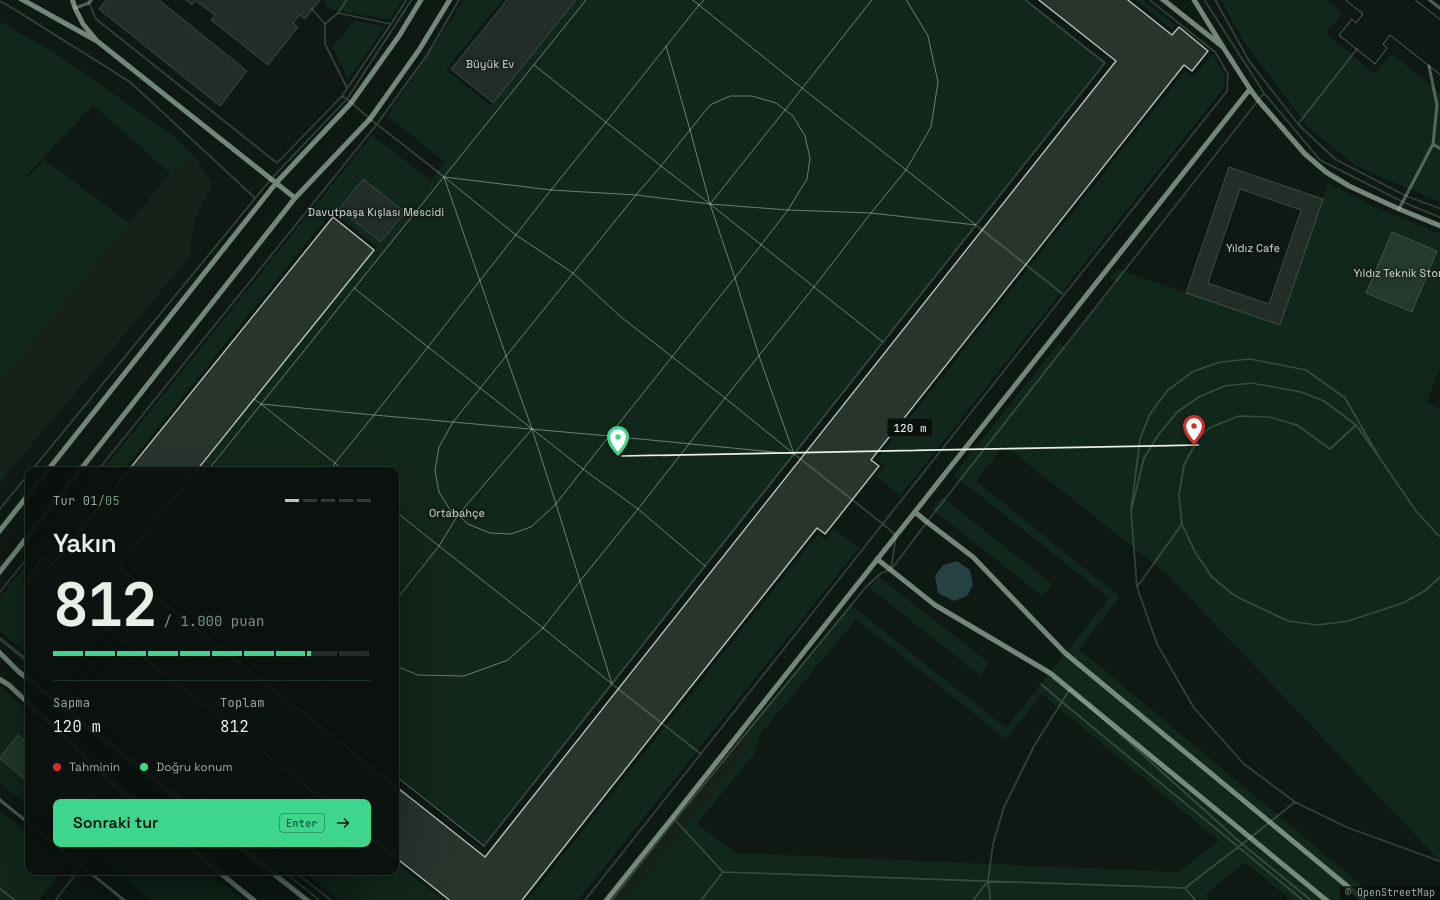 Büyük Ev
Davutpaşa Kışlası Mescidi
Yıldız Cafe
Yıldız Teknik Stor
120 m
Ortabahçe
Tur 01/05
Yakın
812 / 1.000 puan
Sapma Toplam
120 m 812
Tahminin Doğru konum
Sonraki tur Enter →
© OpenStreetMap